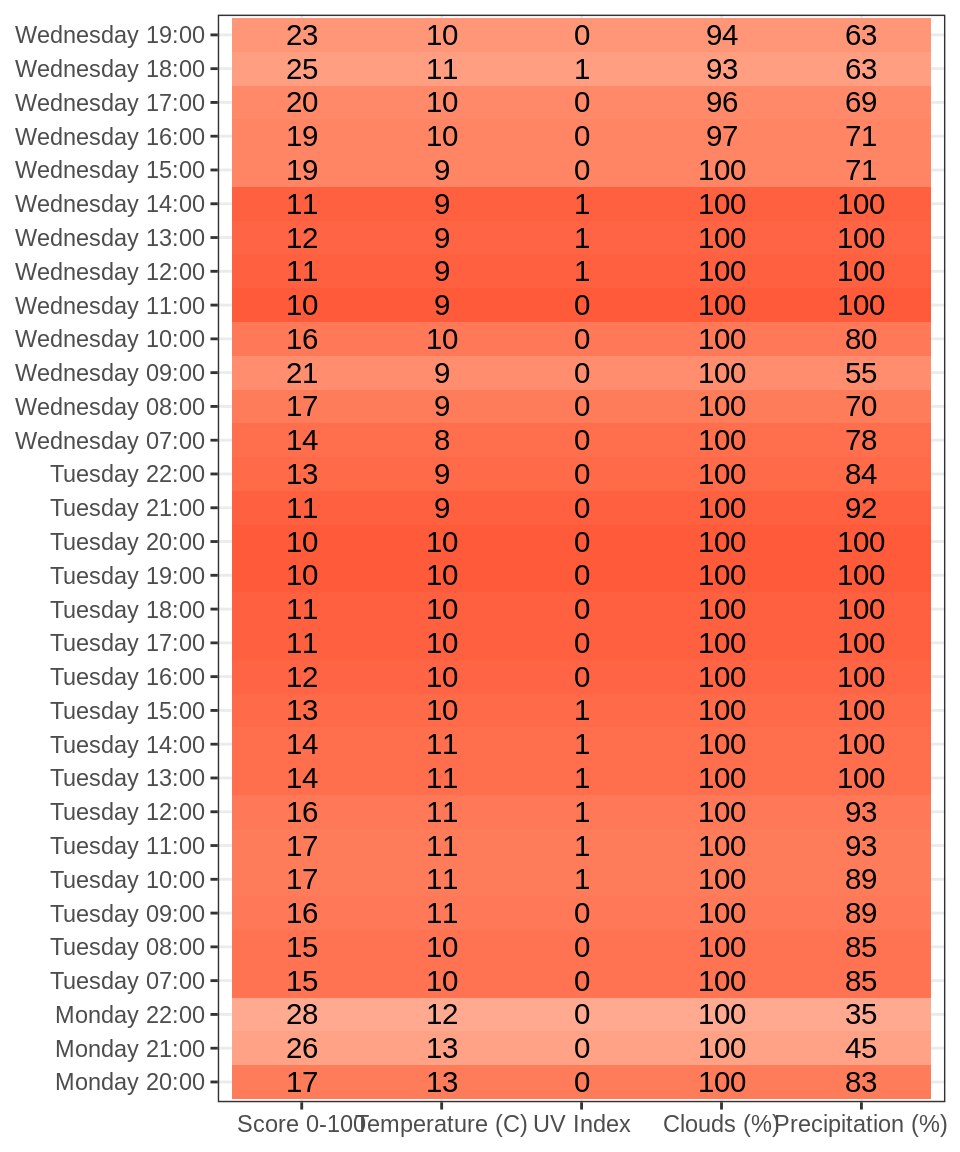 Wednesday 19:00 23 10 0 94 63
Wednesday 18:00 25 11 1 93 63
Wednesday 17:00 20 10 0 96 69
Wednesday 16:00 19 10 0 97 71
Wednesday 15:00 19 9 0 100 71
Wednesday 14:00 11 9 1 100 100
Wednesday 13:00 12 9 1 100 100
Wednesday 12:00 11 9 1 100 100
Wednesday 11:00 10 9 0 100 100
Wednesday 10:00 16 10 0 100 80
Wednesday 09:00 21 9 0 100 55
Wednesday 08:00 17 9 0 100 70
Wednesday 07:00 14 8 0 100 78
Tuesday 22:00 13 9 0 100 84
Tuesday 21:00 11 9 0 100 92
Tuesday 20:00 10 10 0 100 100
Tuesday 19:00 10 10 0 100 100
Tuesday 18:00 11 10 0 100 100
Tuesday 17:00 11 10 0 100 100
Tuesday 16:00 12 10 0 100 100
Tuesday 15:00 13 10 1 100 100
Tuesday 14:00 14 11 1 100 100
Tuesday 13:00 14 11 1 100 100
Tuesday 12:00 16 11 1 100 93
Tuesday 11:00 17 11 1 100 93
Tuesday 10:00 17 11 1 100 89
Tuesday 09:00 16 11 0 100 89
Tuesday 08:00 15 10 0 100 85
Tuesday 07:00 15 10 0 100 85
Monday 22:00 28 12 0 100 35
Monday 21:00 26 13 0 100 45
Monday 20:00 17 13 0 100 83
Score 0-100 Temperature (C) UV Index Clouds (%) Precipitation (%)